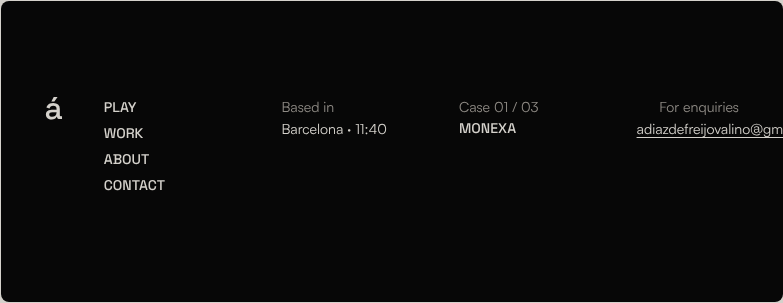 á
PLAY
WORK
ABOUT
CONTACT
Based in
Barcelona • 11:40
Case 01 / 03
MONEXA
For enquiries
adiazdefreijovalino@gm